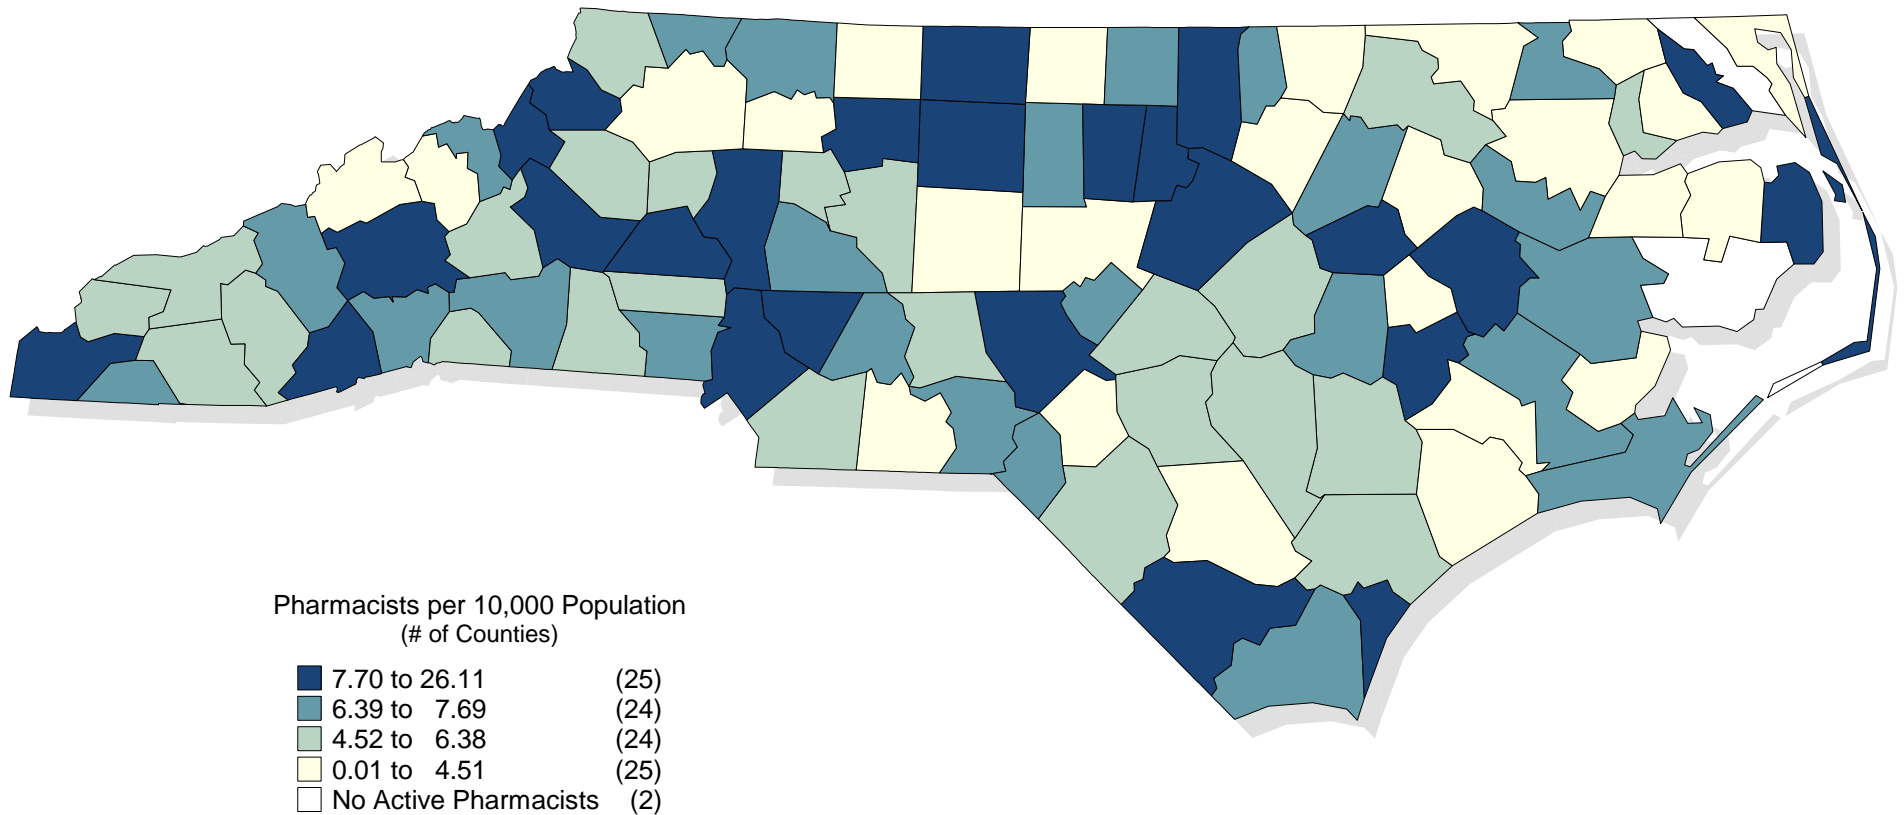 Pharmacists per 10,000 Population
(# of Counties)
7.70 to 26.11 (25)
6.39 to 7.69 (24)
4.52 to 6.38 (24)
0.01 to 4.51 (25)
No Active Pharmacists (2)